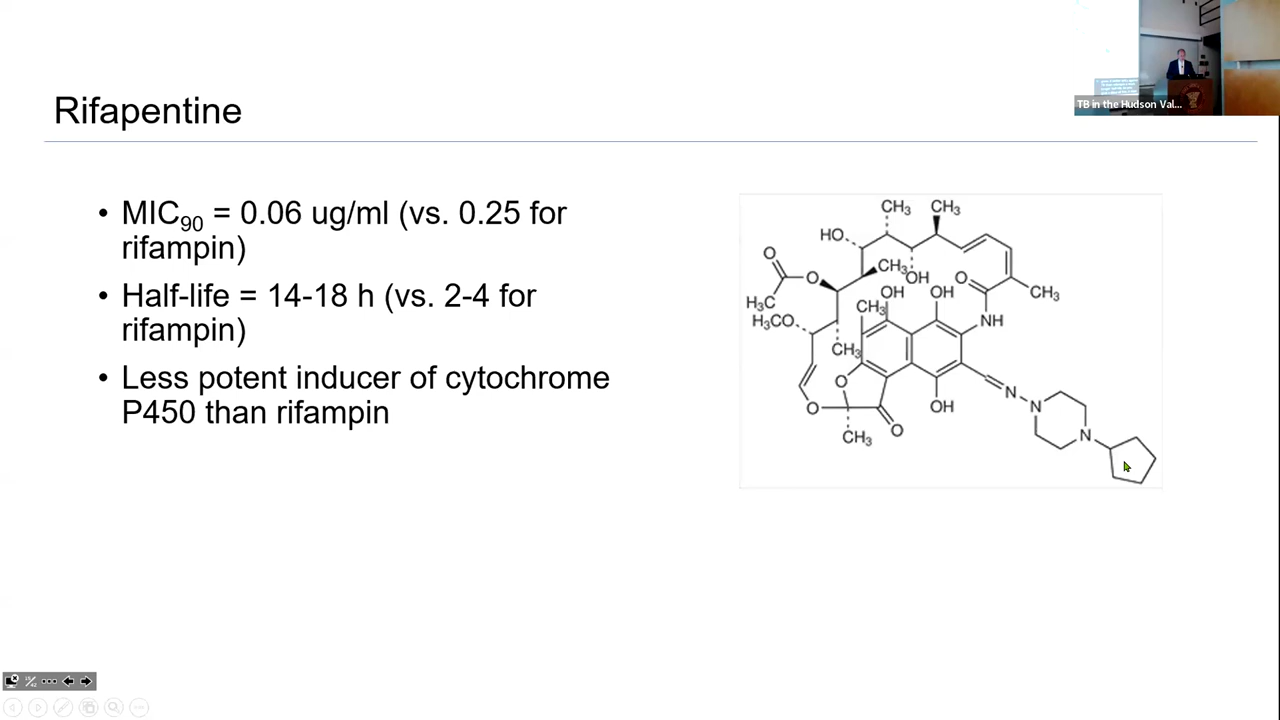 TB in the Hudson Val...
Rifapentine
• MIC90 = 0.06 ug/ml (vs. 0.25 for
rifampin)
• Half-life = 14-18 h (vs. 2-4 for
rifampin)
• Less potent inducer of cytochrome
P450 than rifampin
CH3
CH3
HO
O
O
CH3
OH
O
H3C
OH
OH
CH3
H3CO
CH3
NH
CH3
O
N
O
OH
N
CH3
O
N